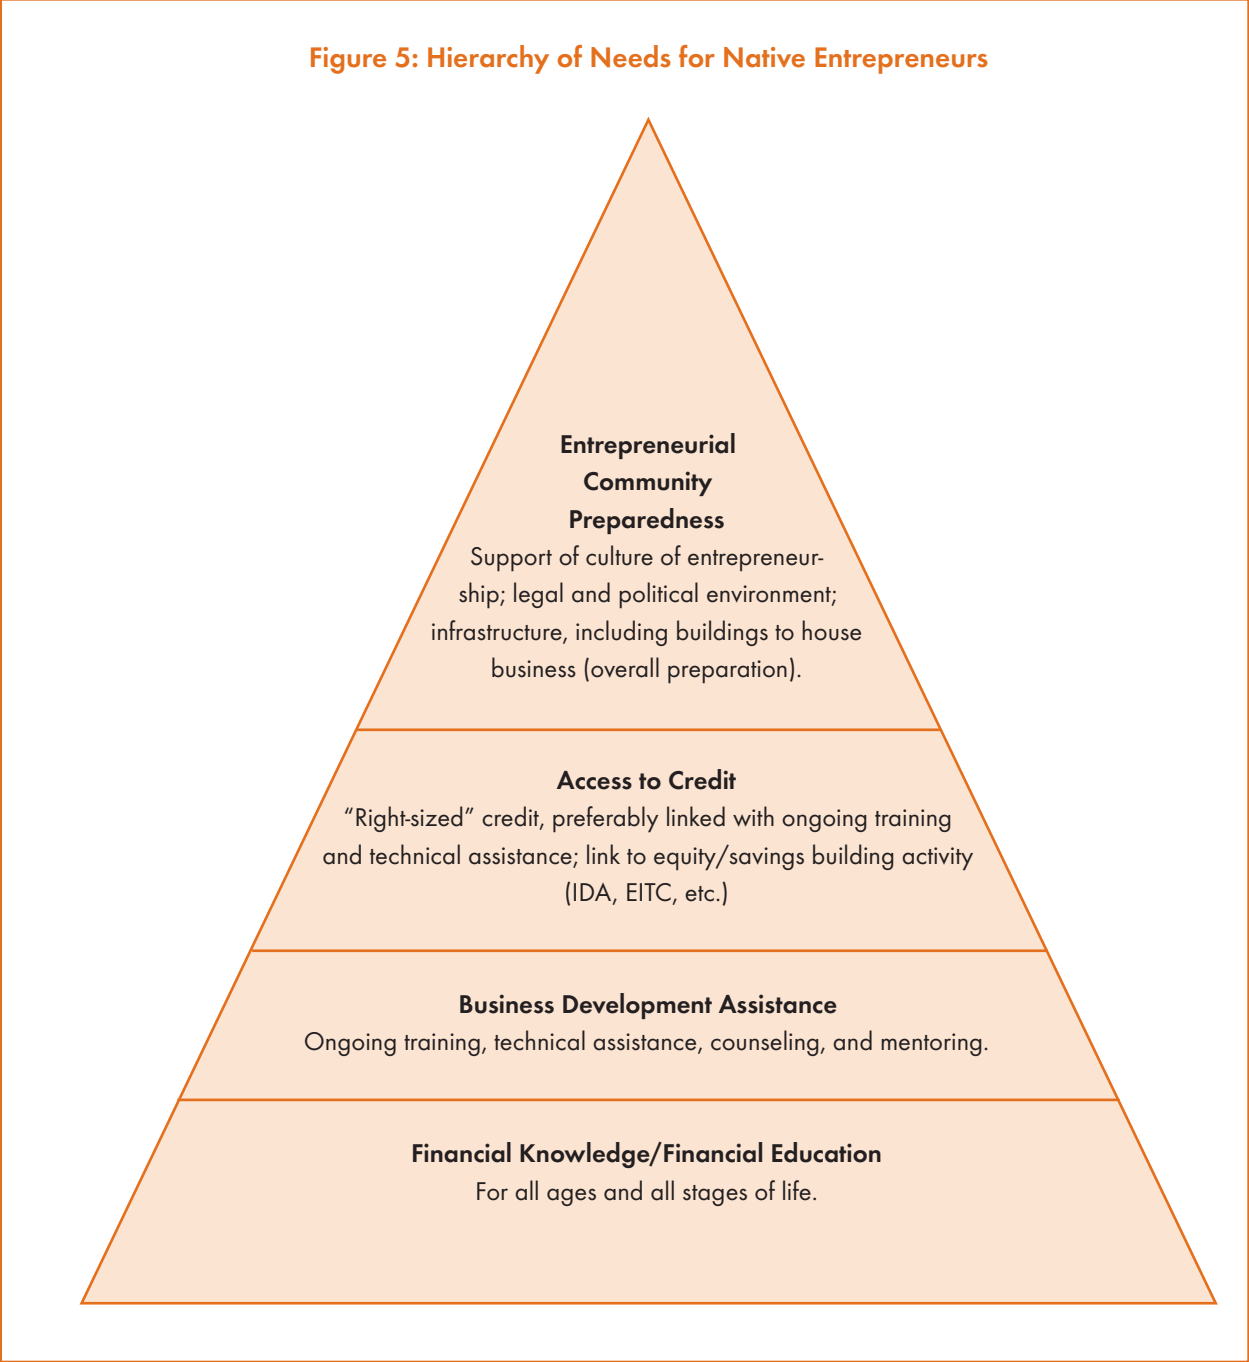 Figure 5: Hierarchy of Needs for Native Entrepreneurs
Entrepreneurial
Community
Preparedness
Support of culture of entrepreneur-
ship; legal and political environment;
infrastructure, including buildings to house
business (overall preparation).
Access to Credit
“Right-sized” credit, preferably linked with ongoing training
and technical assistance; link to equity/savings building activity
(IDA, EITC, etc.)
Business Development Assistance
Ongoing training, technical assistance, counseling, and mentoring.
Financial Knowledge/Financial Education
For all ages and all stages of life.